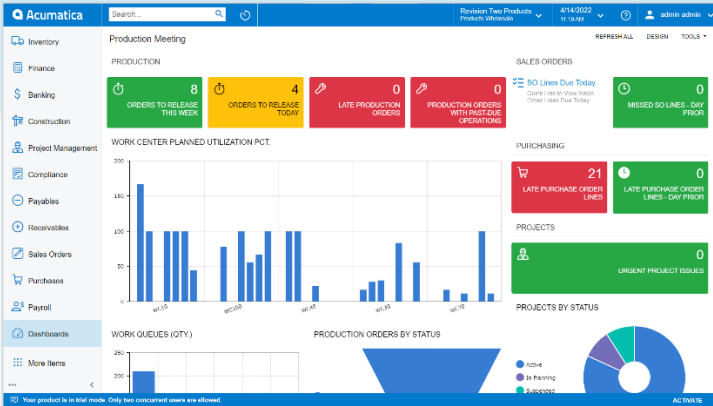 Acumatica
Search...
Revision Two Products
Products Wholesale
4/14/2022
11:19 AM
admin admin
Production Meeting
REFRESH ALL
DESIGN
TOOLS
Inventory
Finance
Banking
Construction
Project Management
Compliance
Payables
Receivables
Sales Orders
Purchases
Payroll
Dashboards
More Items
PRODUCTION
8
ORDERS TO RELEASE
THIS WEEK
4
ORDERS TO RELEASE
TODAY
0
LATE PRODUCTION
ORDERS
0
PRODUCTION ORDERS
WITH PAST-DUE
OPERATIONS
SALES ORDERS
SO Lines Due Today
Quick Link to View Sales
Order Lines Due Today
0
MISSED SO LINES - DAY
PRIOR
WORK CENTER PLANNED UTILIZATION PCT.
200
150
100
50
0
WC10
WC100
WC40
WC50
WC70
PURCHASING
21
LATE PURCHASE ORDER
LINES
0
LATE PURCHASE ORDER
LINES - DAY PRIOR
PROJECTS
0
URGENT PROJECT ISSUES
PROJECTS BY STATUS
Active
In Planning
Suspended
WORK QUEUES (QTY.)
250
200
PRODUCTION ORDERS BY STATUS
Your product is in trial mode. Only two concurrent users are allowed.
ACTIVATE